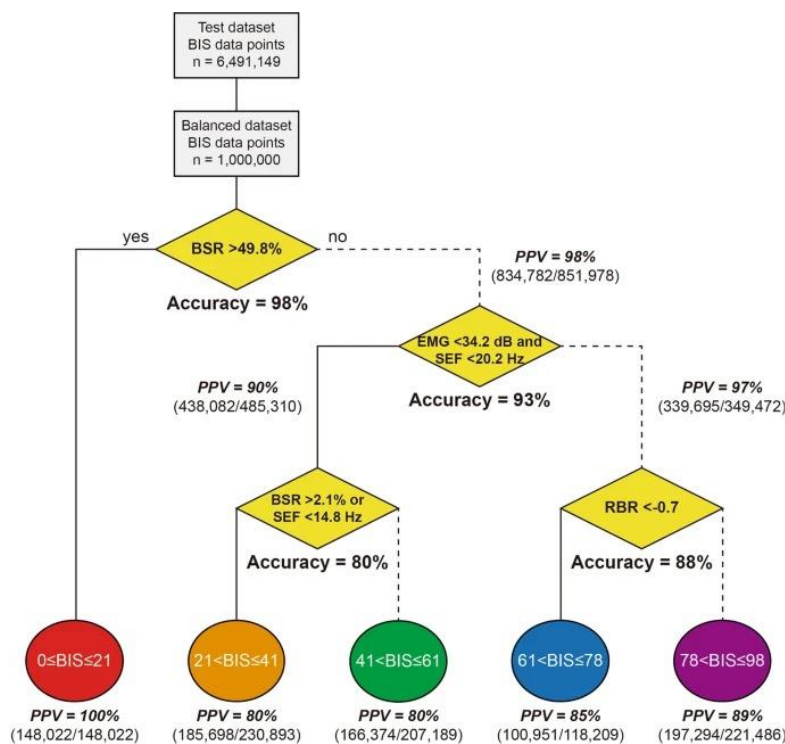 Test dataset
BIS data points
n = 6,491,149
Balanced dataset
BIS data points
n = 1,000,000
yes
no
BSR >49.8%
Accuracy = 98%
PPV = 98%
(834,782/851,978)
EMG <34.2 dB and
SEF <20.2 Hz
Accuracy = 93%
PPV = 90%
(438,082/485,310)
PPV = 97%
(339,695/349,472)
BSR >2.1% or
SEF <14.8 Hz
Accuracy = 80%
RBR <-0.7
Accuracy = 88%
0≤BIS≤21
21<BIS≤41
41<BIS≤61
61<BIS≤78
78<BIS≤98
PPV = 100%
(148,022/148,022)
PPV = 80%
(185,698/230,893)
PPV = 80%
(166,374/207,189)
PPV = 85%
(100,951/118,209)
PPV = 89%
(197,294/221,486)